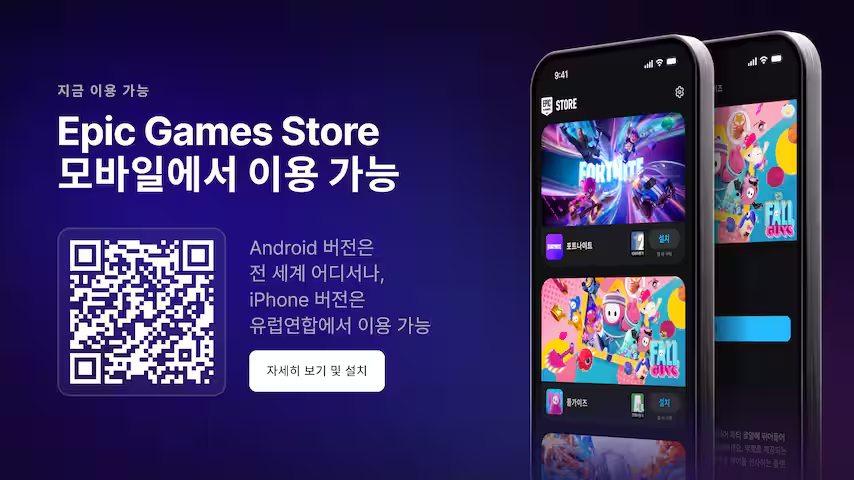 지금 이용 가능
Epic Games Store
모바일에서 이용 가능
Android 버전은
전 세계 어디서나,
iPhone 버전은
유럽연합에서 이용 가능
자세히 보기 및 설치
9:41
EPIC STORE
FORTNITE
포트나이트
설치
FALL GUYS
폴가이즈
설치